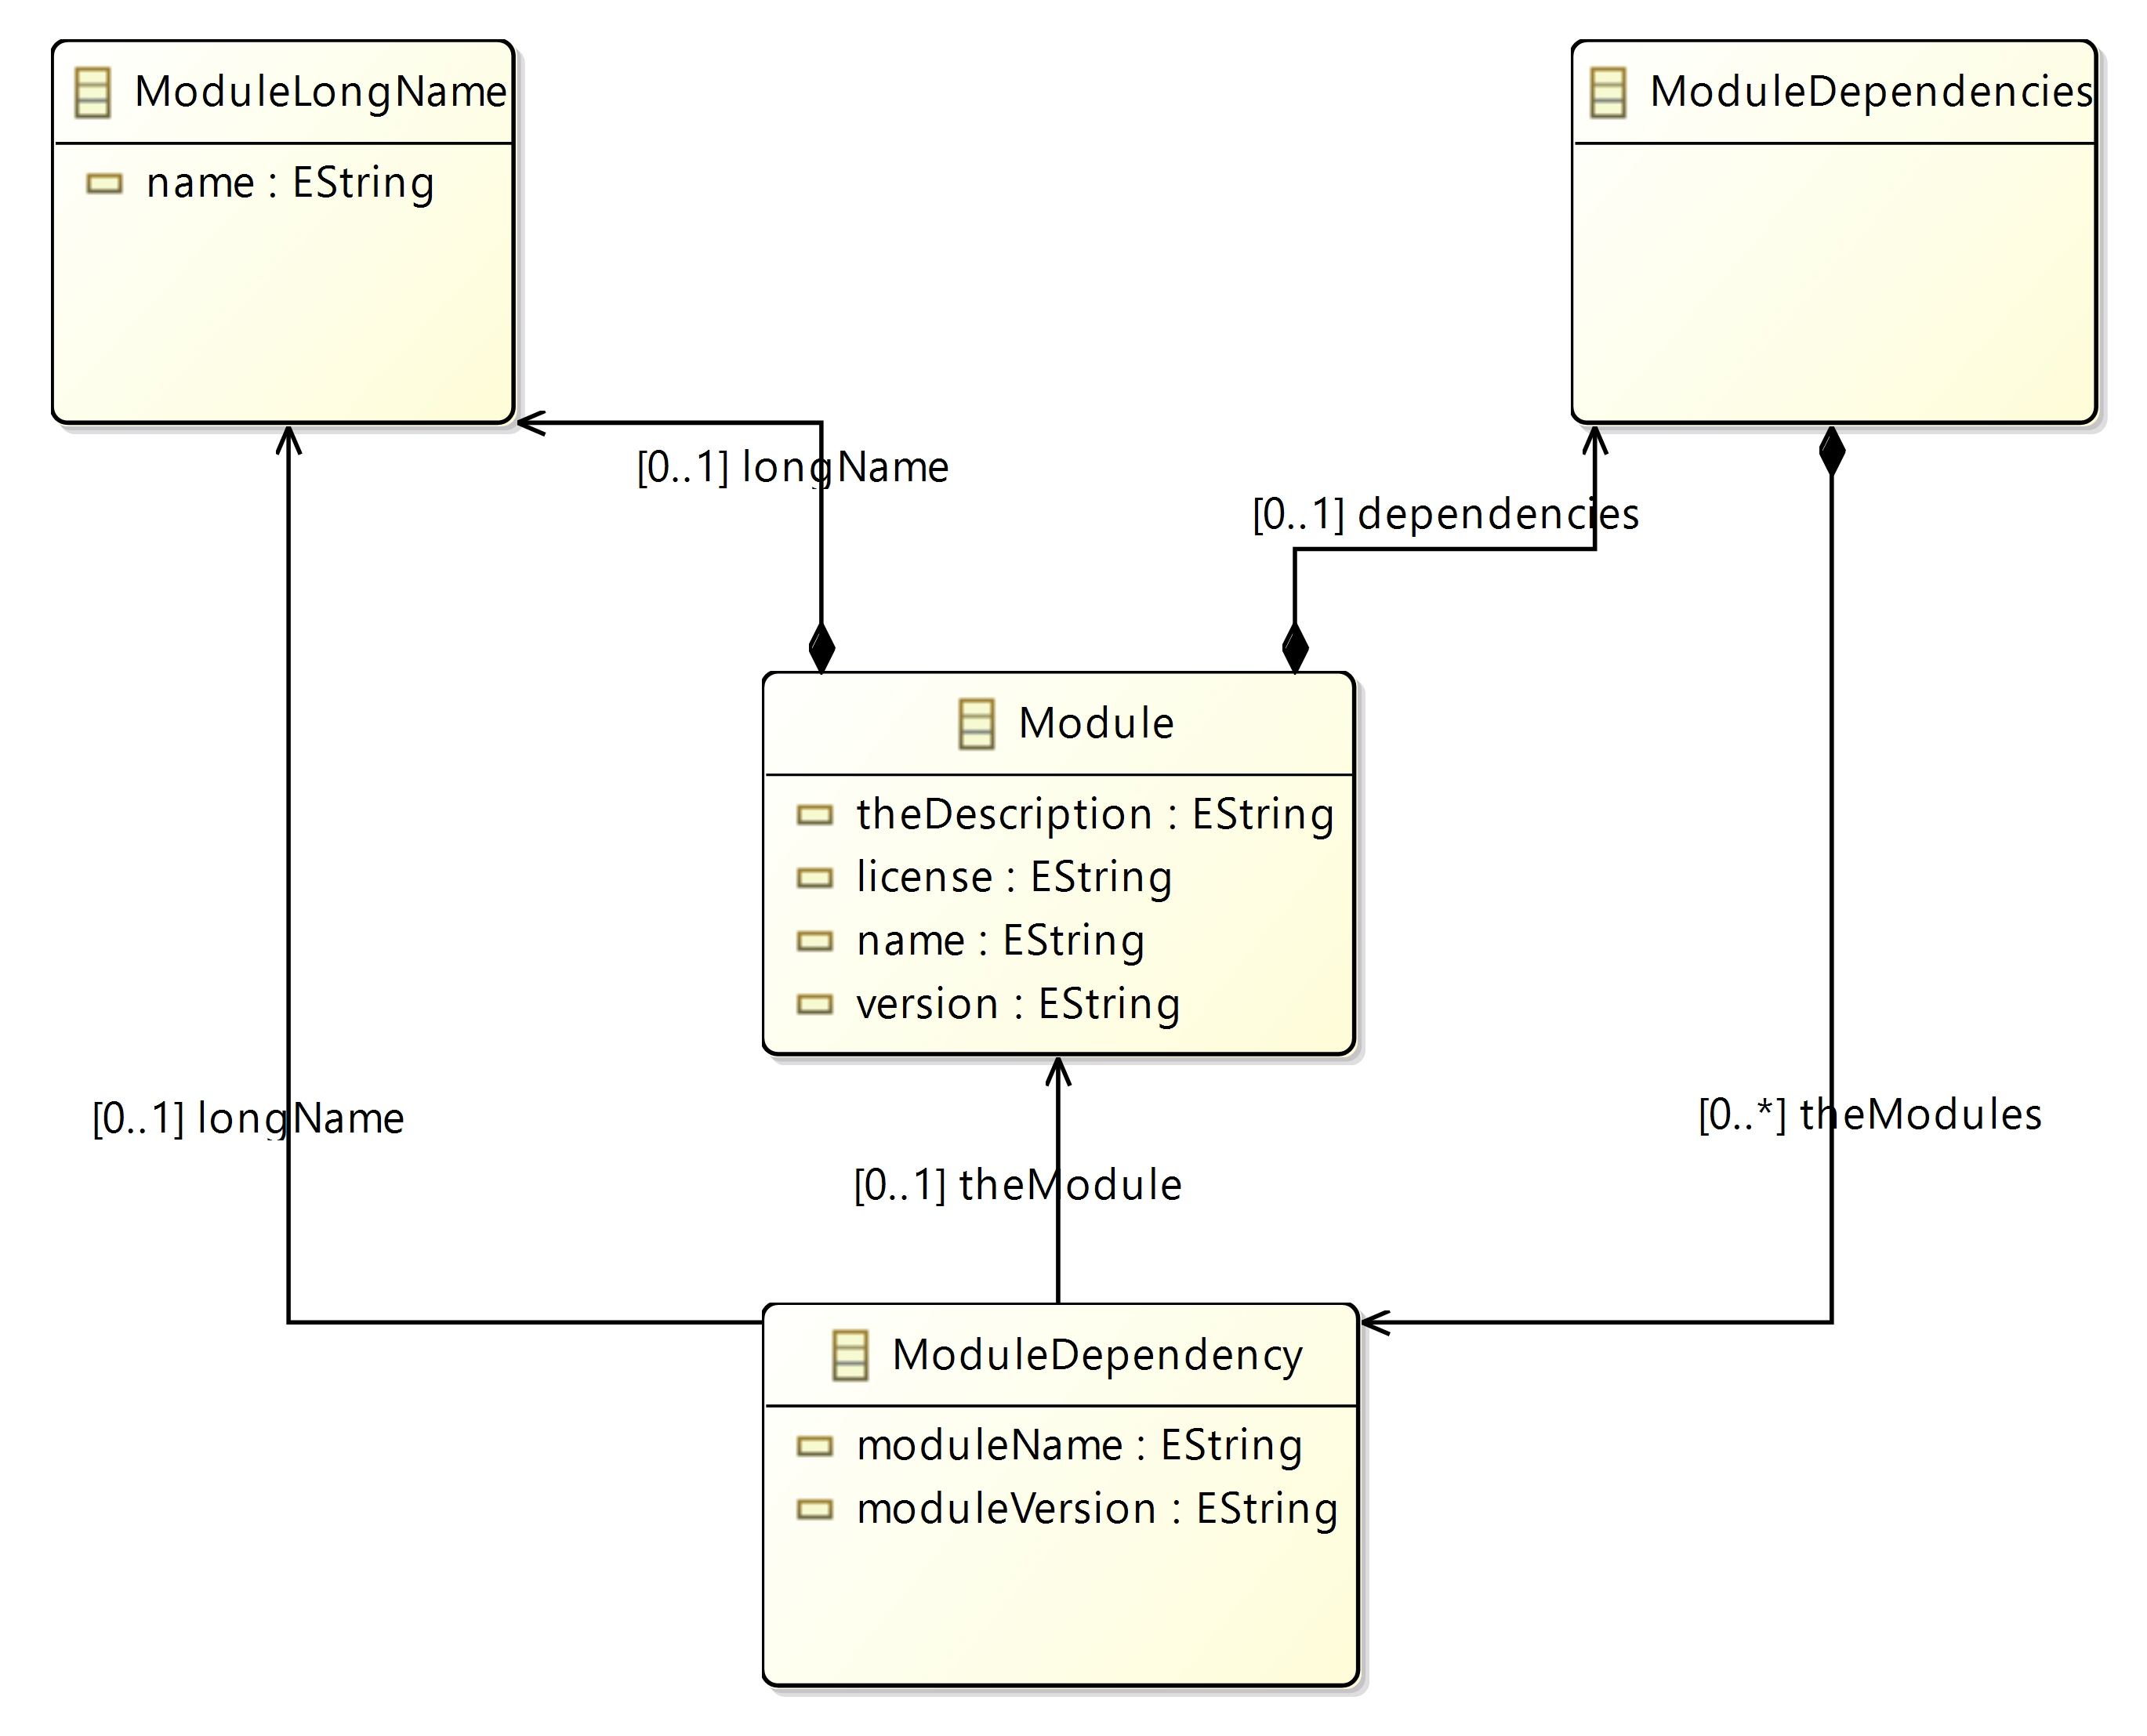 ModuleLongName
name : EString
ModuleDependencies
[0..1] longName
[0..1] dependencies
Module
theDescription : EString
license : EString
name : EString
version : EString
[0..1] longName
[0..*] theModules
[0..1] theModule
ModuleDependency
moduleName : EString
moduleVersion : EString